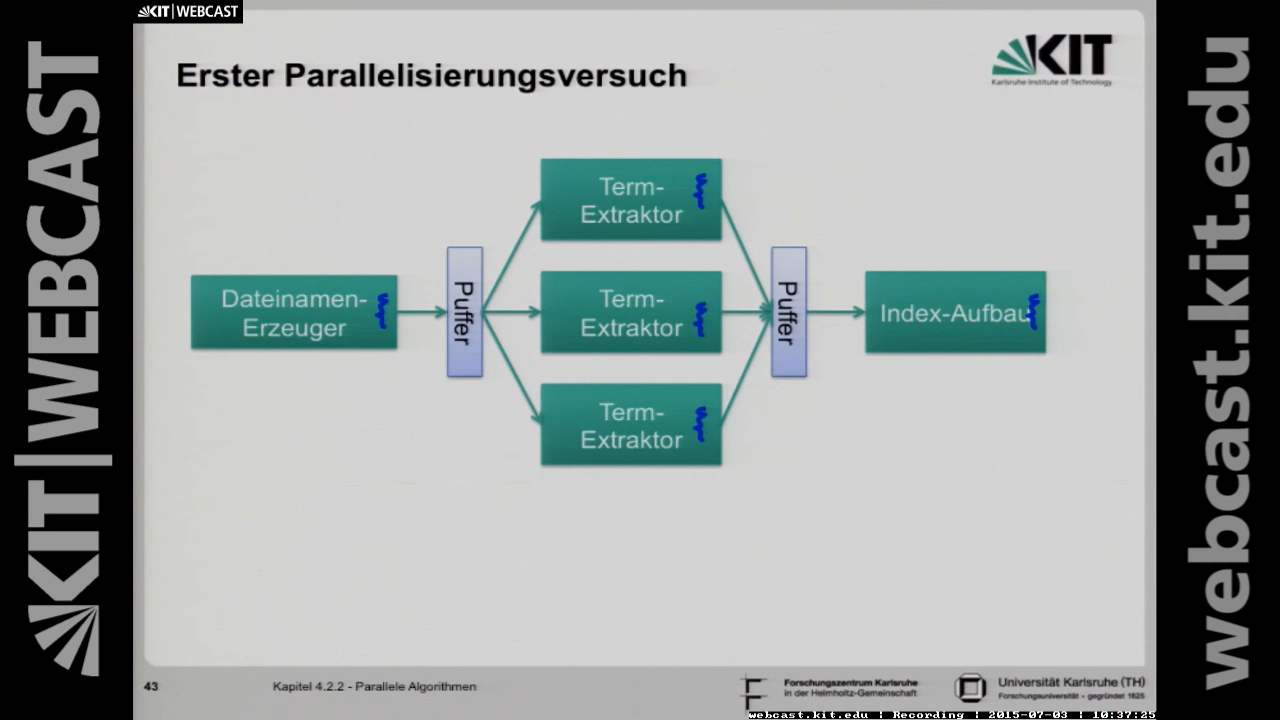 KIT|WEBCAST
KIT|WEBCAST
Erster Parallelisierungsversuch
KIT
Karlsruhe Institute of Technology
Term-
Extraktor
Dateinamen-
Erzeuger
Puffer
Term-
Extraktor
Puffer
Index-Aufbau
Term-
Extraktor
43
Kapitel 4.2.2 - Parallele Algorithmen
Forschungszentrum Karlsruhe
in der Helmholtz-Gemeinschaft
Universität Karlsruhe (TH)
Forschungsuniversität · gegründet 1825
webcast.kit.edu | Recording | 2015-07-03 | 10:37:25
webcast.kit.edu